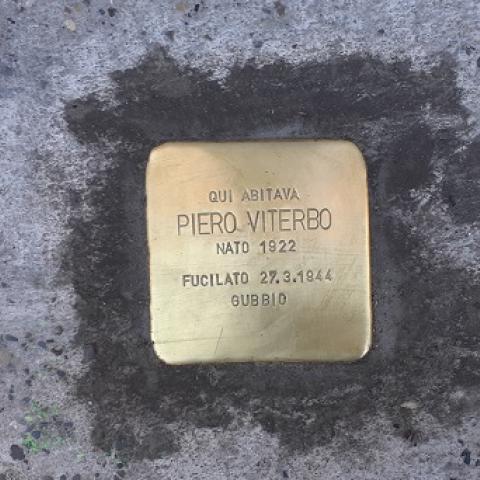 QUI ABITAVA
PIERO VITERBO
NATO 1922
FUCILATO 27.3.1944
GUBBIO